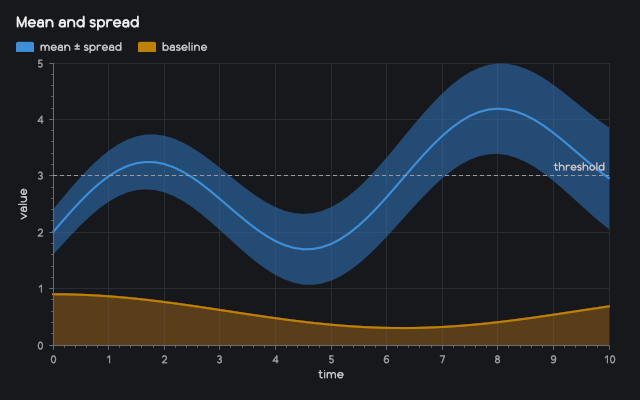 Mean and spread
mean ± spread baseline
5
4
3
2
1
0
threshold
value
0 1 2 3 4 5 6 7 8 9 10
time